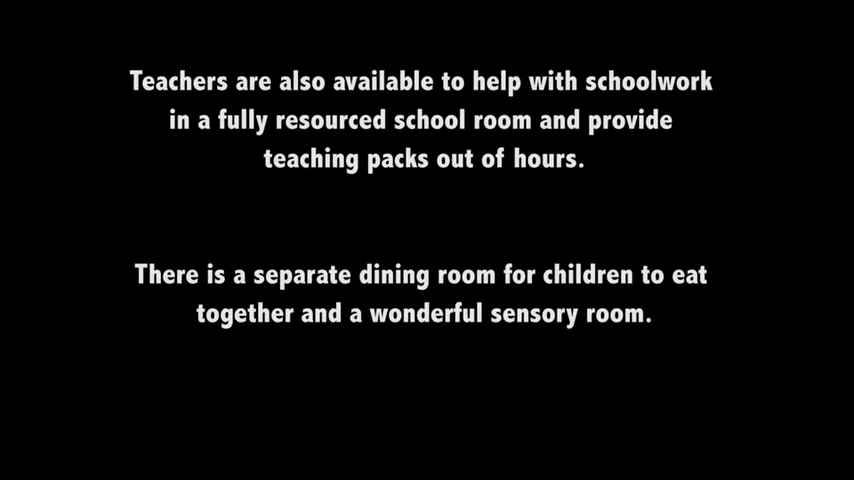 Teachers are also available to help with schoolwork
in a fully resourced school room and provide
teaching packs out of hours.
There is a separate dining room for children to eat
together and a wonderful sensory room.